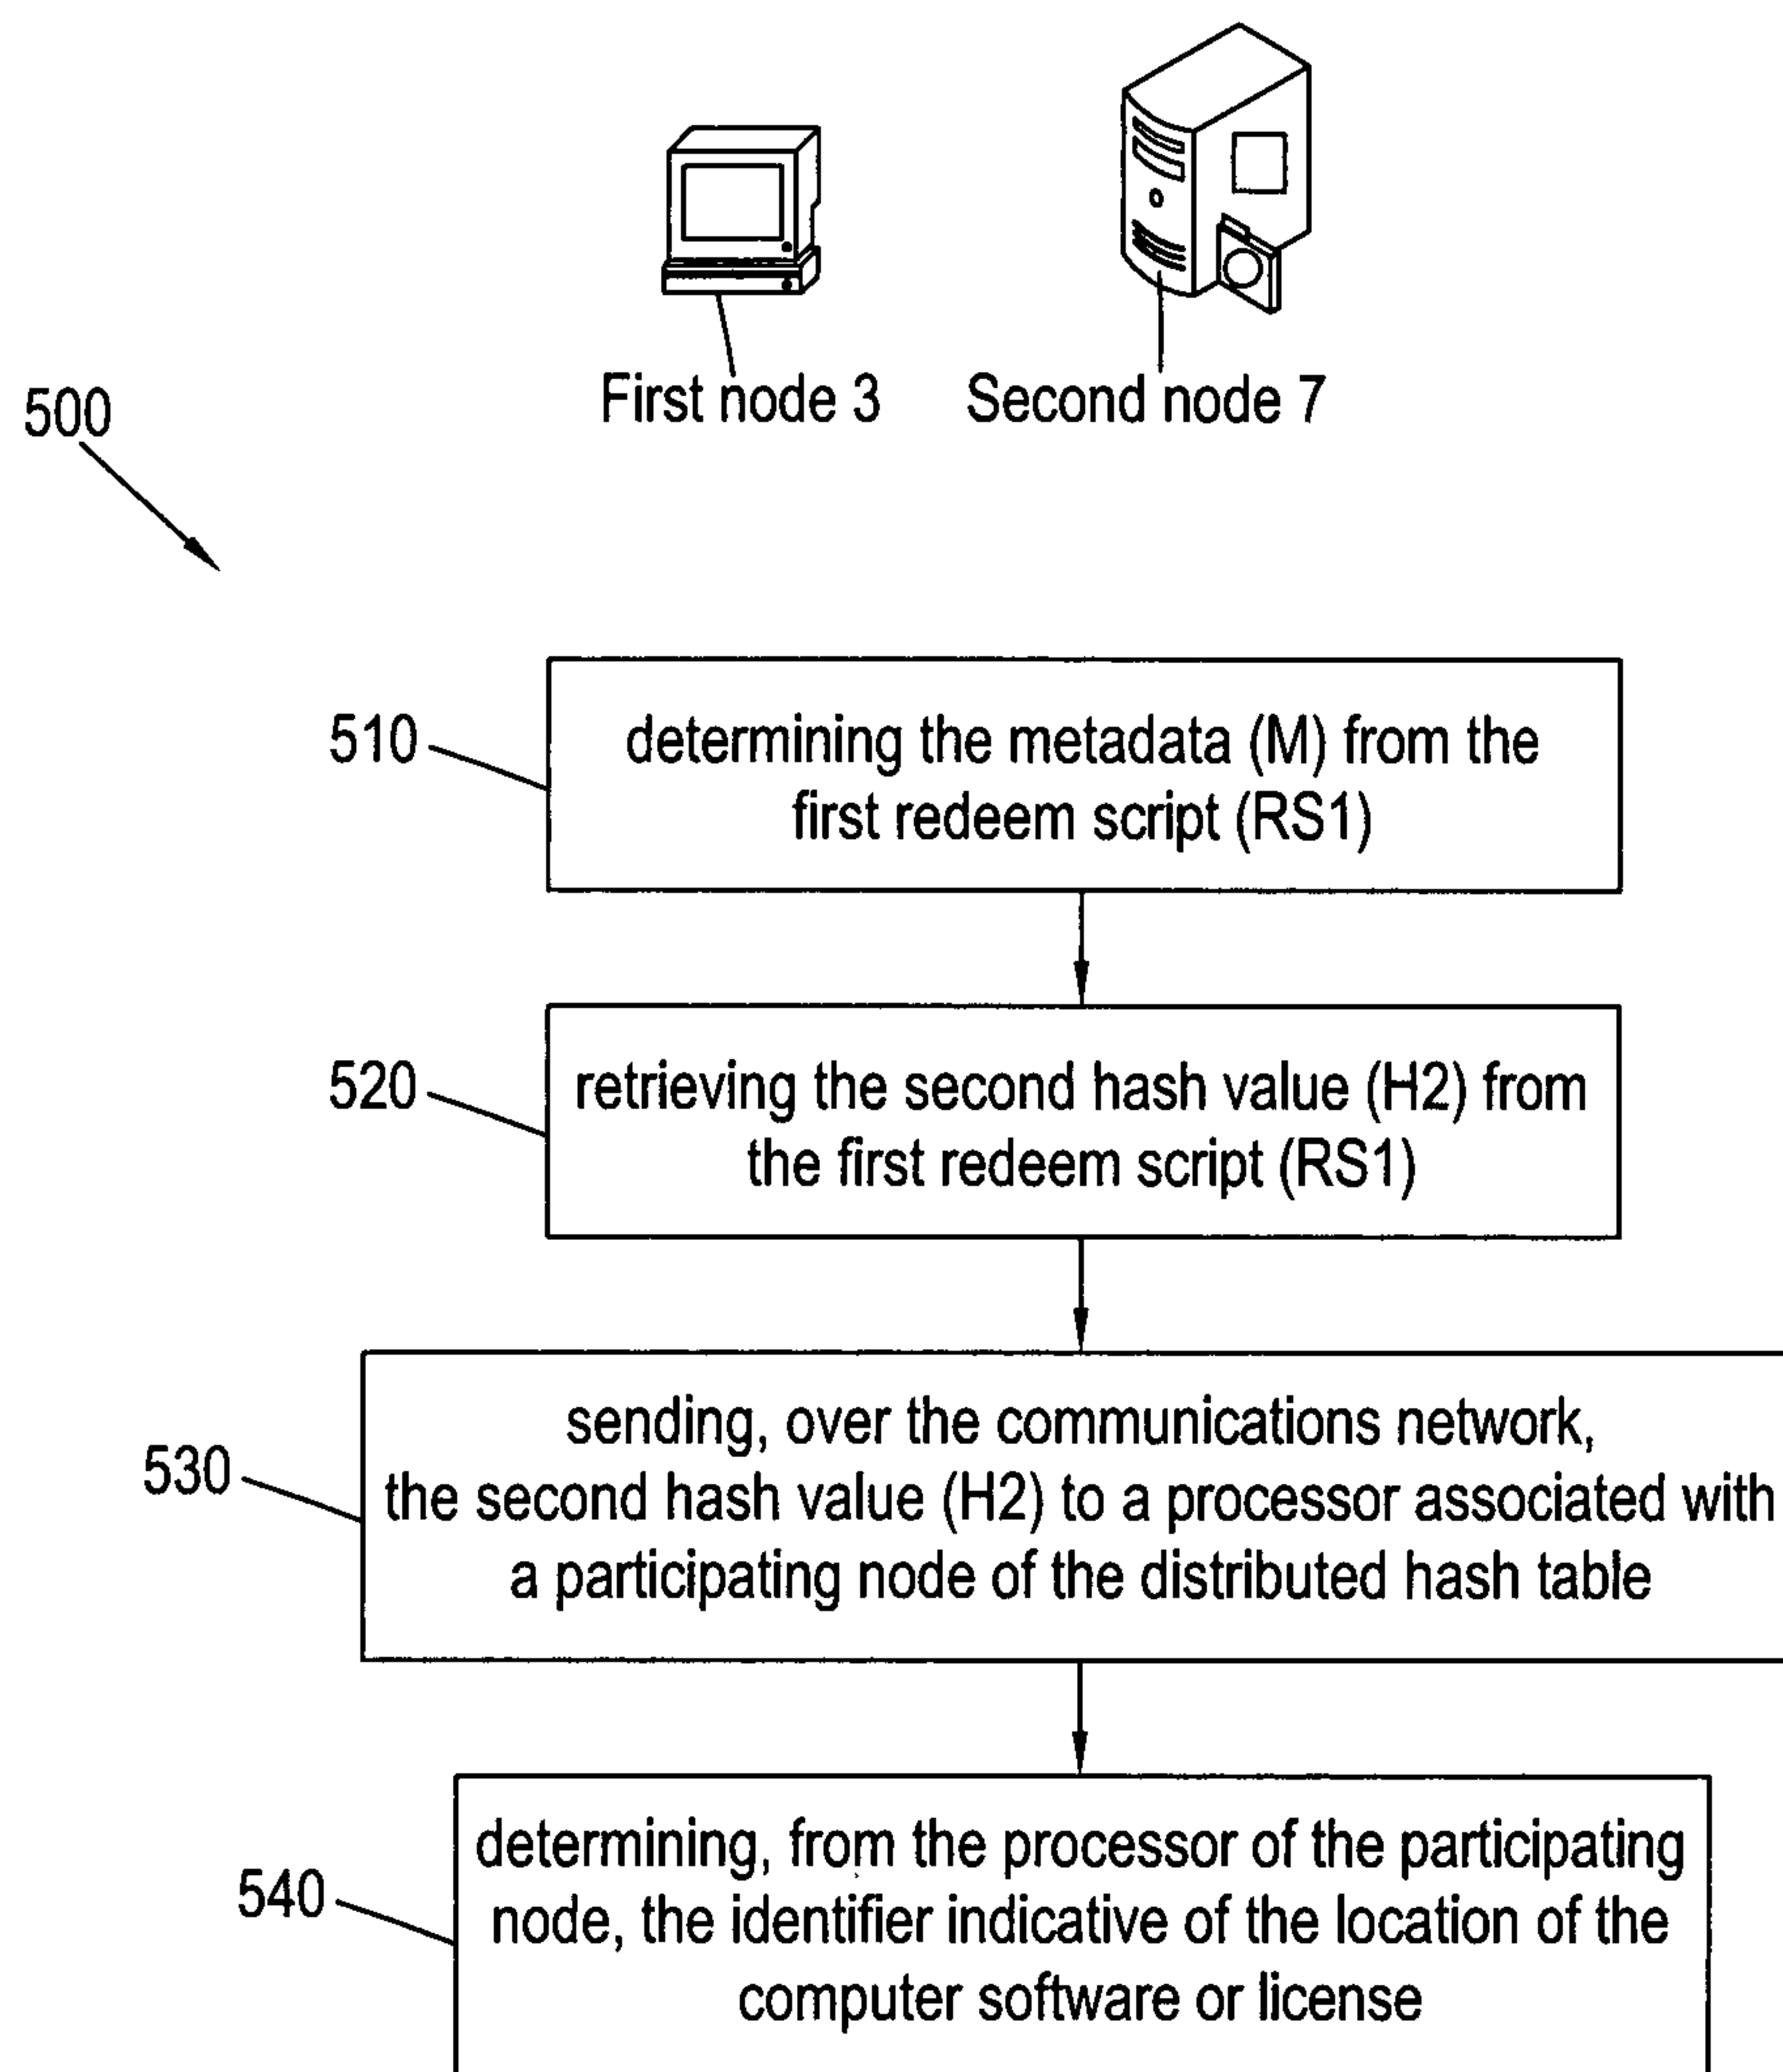 First node 3
Second node 7
500
510
determining the metadata (M) from the
first redeem script (RS1)
520
retrieving the second hash value (H2) from
the first redeem script (RS1)
530
sending, over the communications network,
the second hash value (H2) to a processor associated with
a participating node of the distributed hash table
540
determining, from the processor of the participating
node, the identifier indicative of the location of the
computer software or license